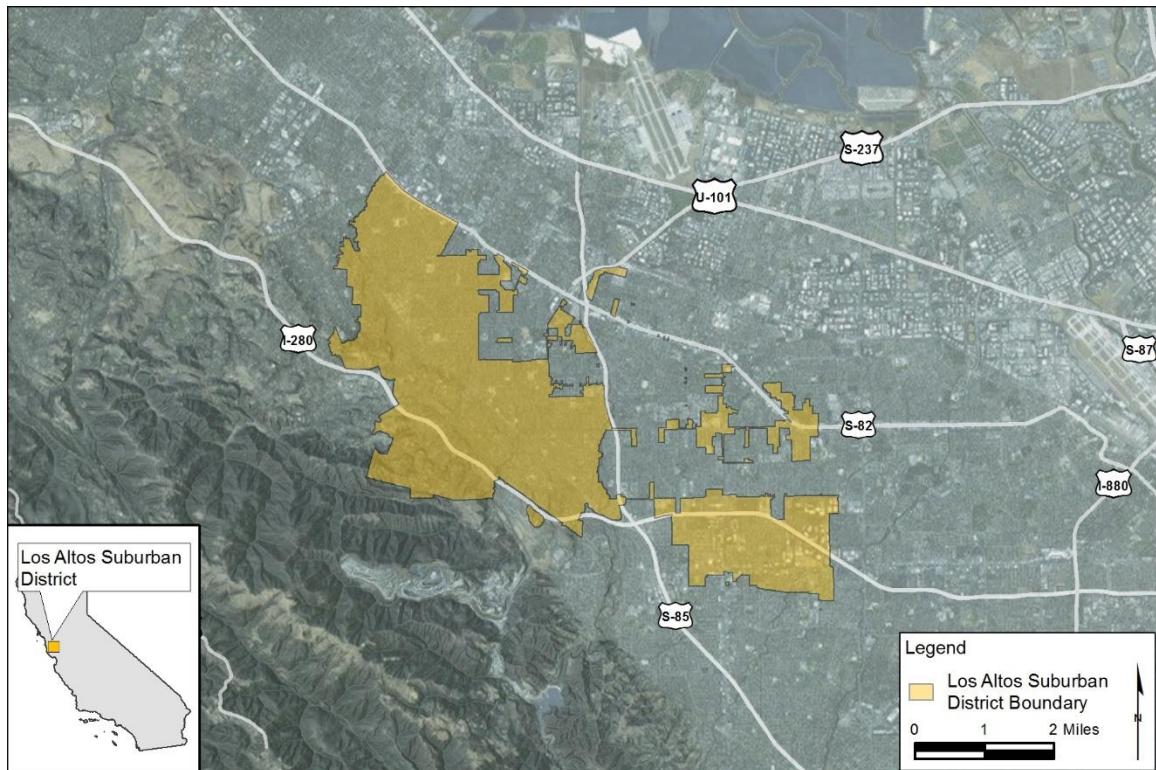 S-237
U-101
I-280
S-87
S-82
I-880
S-85
Los Altos Suburban
District
Legend
Los Altos Suburban
District Boundary
0 1 2 Miles
N